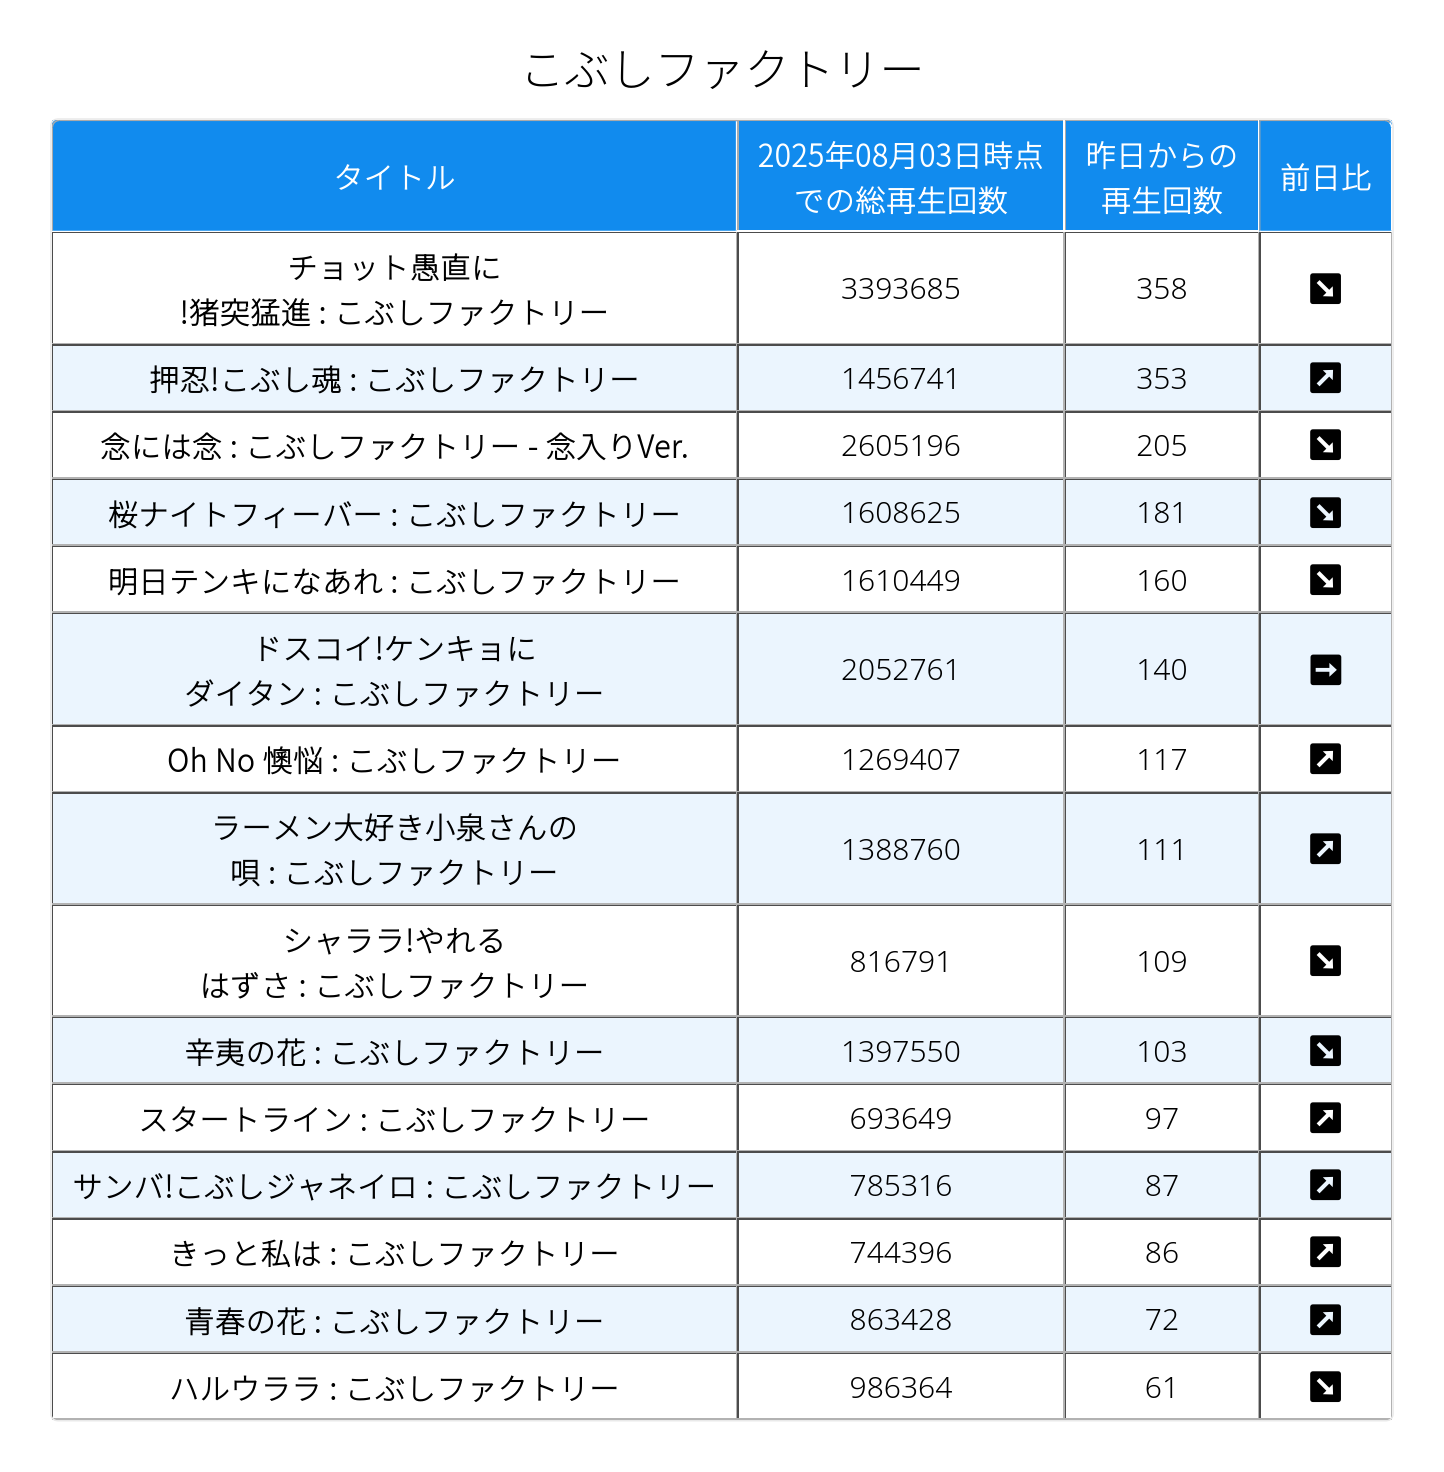 こぶしファクトリー
タイトル
2025年08月03日時点
での総再生回数
昨日からの
再生回数
前日比
チョット愚直に
!猪突猛進 : こぶしファクトリー
3393685
358
押忍!こぶし魂 : こぶしファクトリー
1456741
353
念には念 : こぶしファクトリー - 念入りVer.
2605196
205
桜ナイトフィーバー : こぶしファクトリー
1608625
181
明日テンキになあれ : こぶしファクトリー
1610449
160
ドスコイ!ケンキョに
ダイタン : こぶしファクトリー
2052761
140
Oh No 懊悩 : こぶしファクトリー
1269407
117
ラーメン大好き小泉さんの
唄 : こぶしファクトリー
1388760
111
シャララ!やれる
はずさ : こぶしファクトリー
816791
109
辛夷の花 : こぶしファクトリー
1397550
103
スタートライン : こぶしファクトリー
693649
97
サンバ!こぶしジャネイロ : こぶしファクトリー
785316
87
きっと私は : こぶしファクトリー
744396
86
青春の花 : こぶしファクトリー
863428
72
ハルウララ : こぶしファクトリー
986364
61